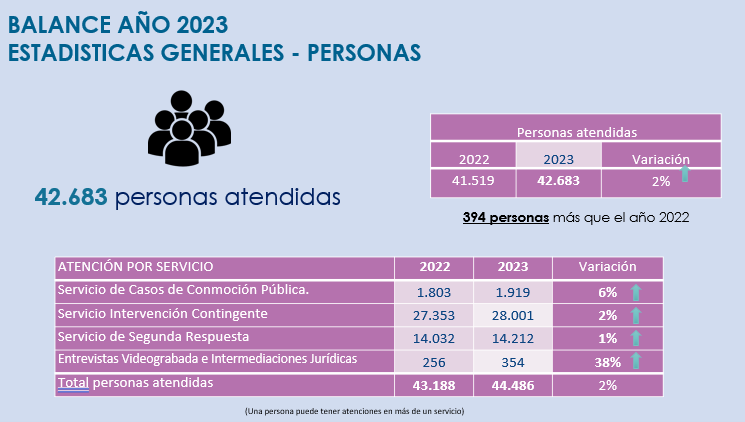 BALANCE AÑO 2023
ESTADISTICAS GENERALES - PERSONAS
42.683 personas atendidas
Personas atendidas
2022 2023 Variación
41.519 42.683 2%
394 personas más que el año 2022
ATENCIÓN POR SERVICIO 2022 2023 Variación
Servicio de Casos de Conmoción Pública. 1.803 1.919 6%
Servicio Intervención Contingente 27.353 28.001 2%
Servicio de Segunda Respuesta 14.032 14.212 1%
Entrevistas Videograbada e Intermediaciones Jurídicas 256 354 38%
Total personas atendidas 43.188 44.486 2%
(Una persona puede tener atenciones en más de un servicio)